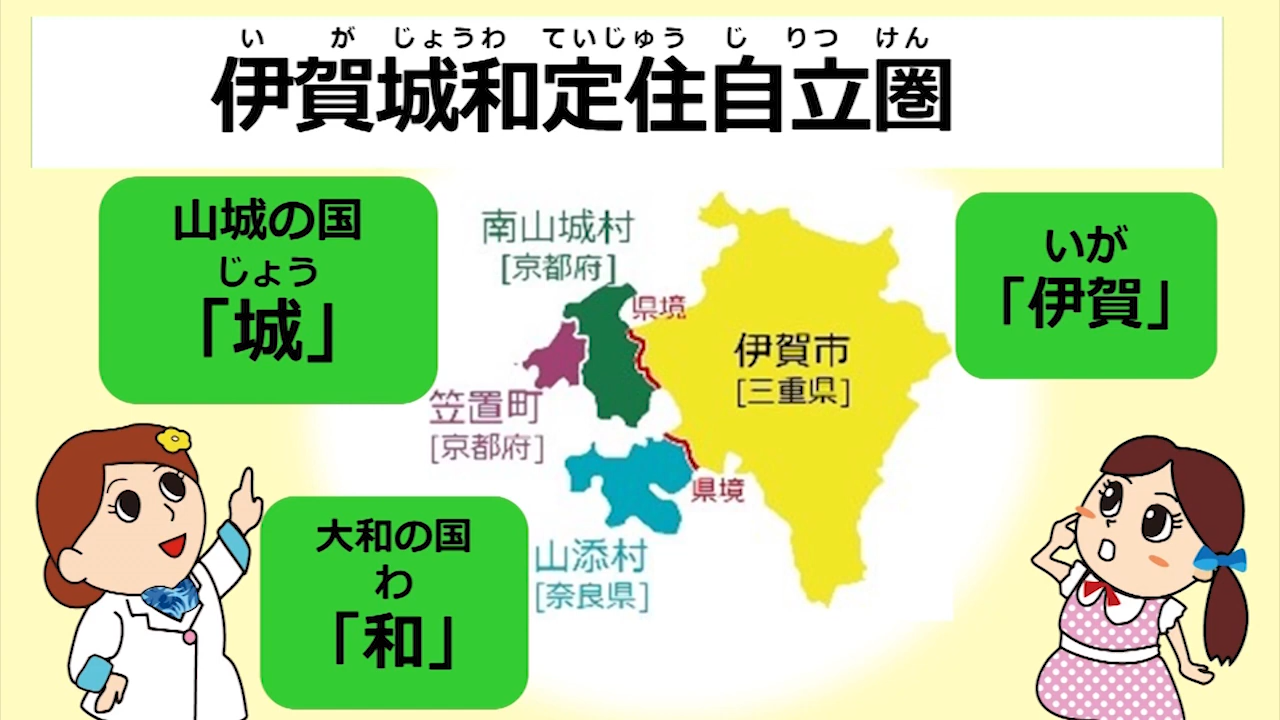 い が じょうわ ていじゅう じ りつ けん
伊賀城和定住自立圏
山城の国
じょう
「城」
南山城村
[京都府]
県境
いが
「伊賀」
伊賀市
[三重県]
笠置町
[京都府]
県境
大和の国
わ
「和」
山添村
[奈良県]